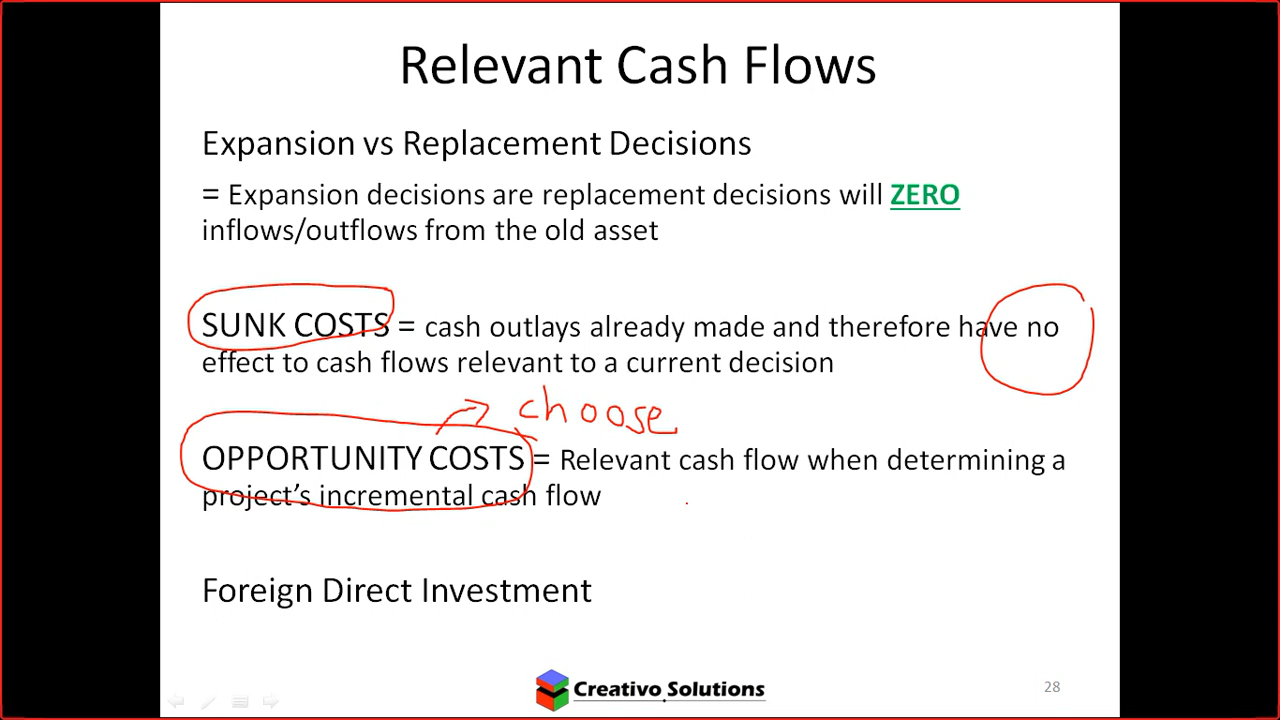 Relevant Cash Flows
Expansion vs Replacement Decisions
= Expansion decisions are replacement decisions will ZERO
inflows/outflows from the old asset
SUNK COSTS = cash outlays already made and therefore have no
effect to cash flows relevant to a current decision
choose
OPPORTUNITY COSTS = Relevant cash flow when determining a
project's incremental cash flow
Foreign Direct Investment
Creativo Solutions
28